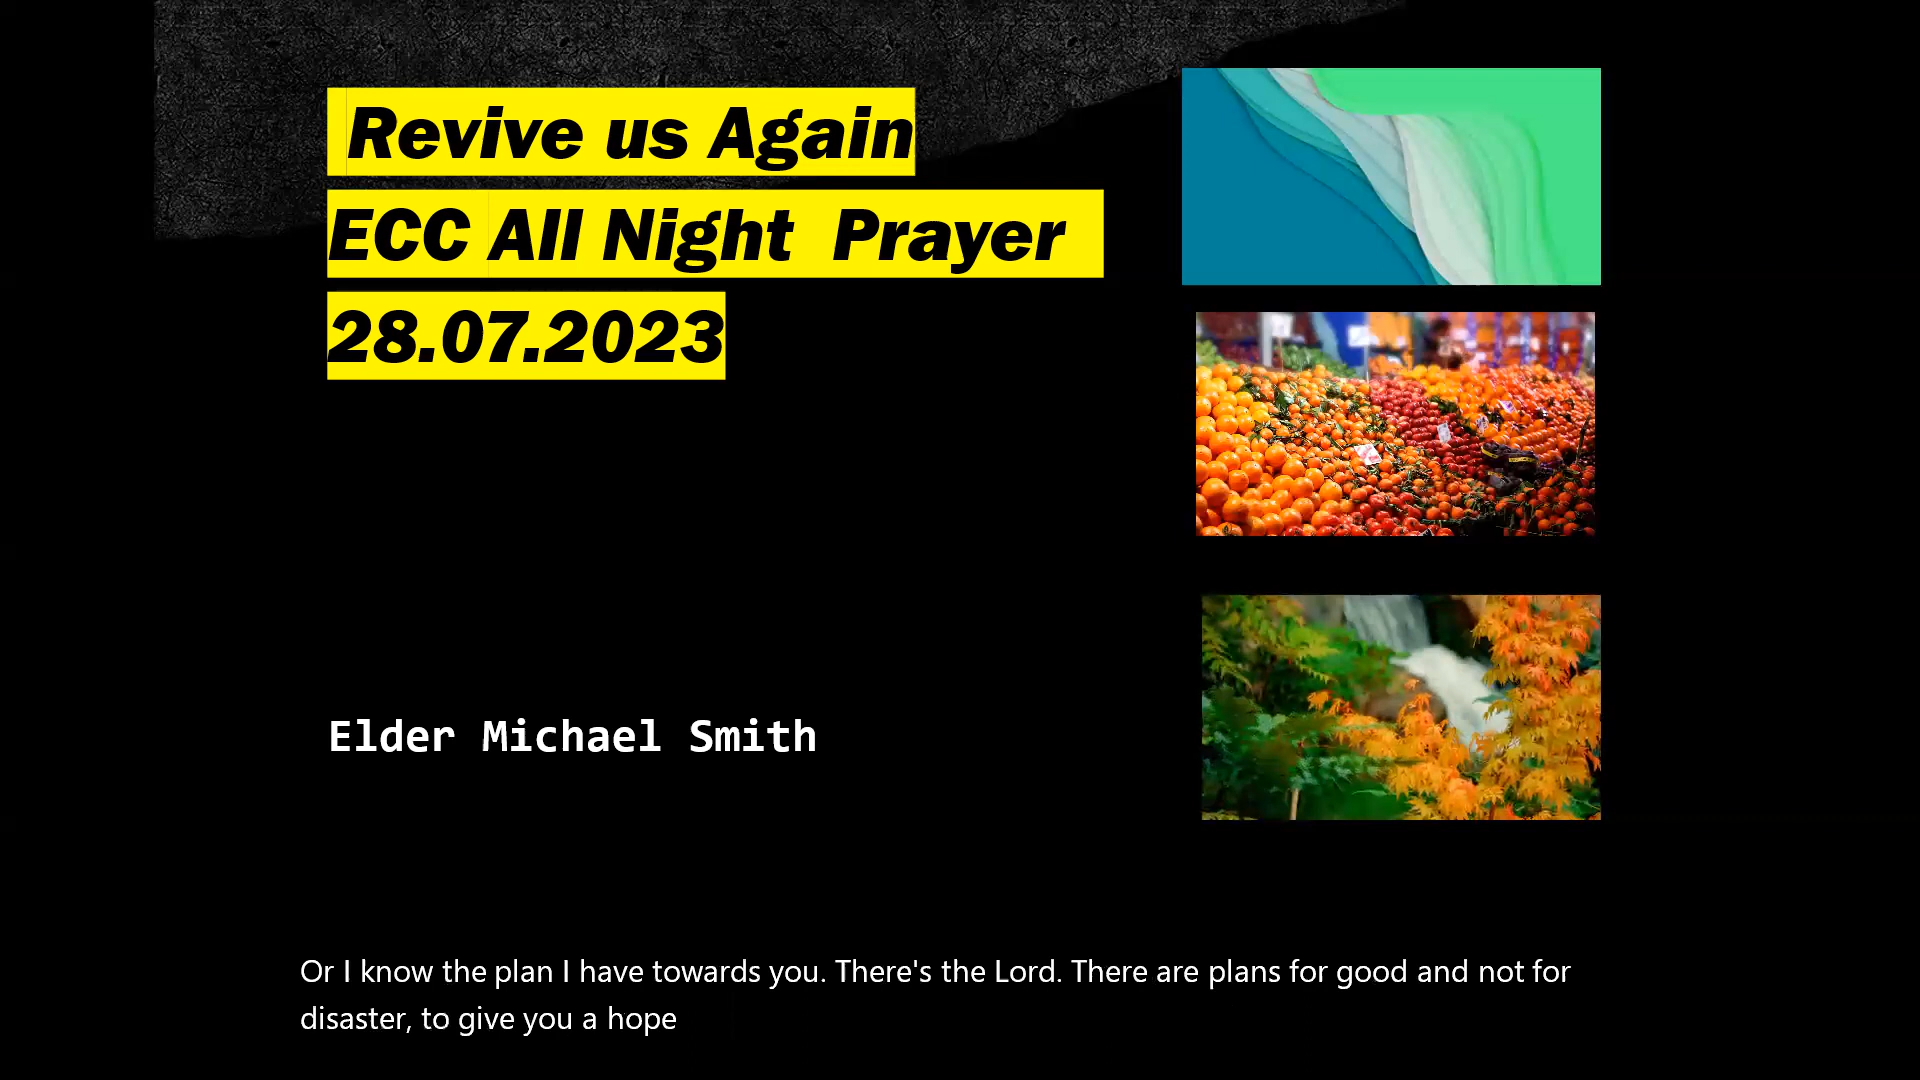 Revive us Again
ECC All Night Prayer
28.07.2023
Elder Michael Smith
Or I know the plan I have towards you. There's the Lord. There are plans for good and not for
disaster, to give you a hope